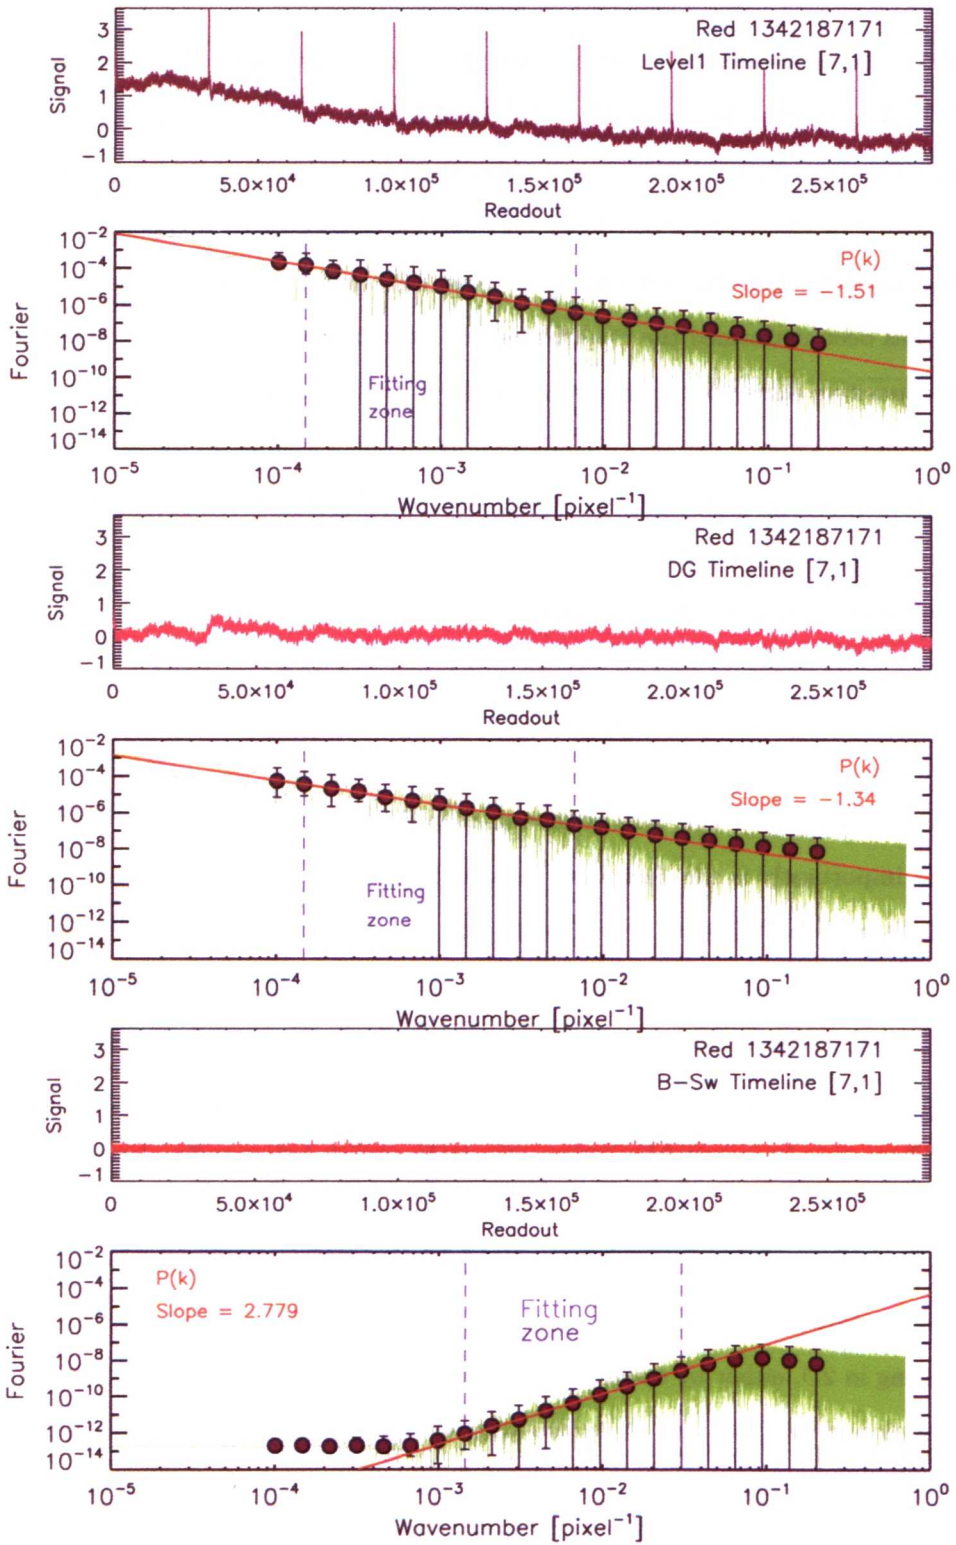 Red 1342187171
Level1 Timeline [7,1]
Signal
3
2
1
0
−1
0 5.0×10⁴ 1.0×10⁵ 1.5×10⁵ 2.0×10⁵ 2.5×10⁵
Readout
P(k)
Slope = −1.51
Fourier
10⁻²
10⁻⁴
10⁻⁶
10⁻⁸
10⁻¹⁰
10⁻¹²
10⁻¹⁴
Fitting
zone
10⁻⁵ 10⁻⁴ 10⁻³ 10⁻² 10⁻¹ 10⁰
Wavenumber [pixel⁻¹]
Red 1342187171
DG Timeline [7,1]
Signal
3
2
1
0
−1
0 5.0×10⁴ 1.0×10⁵ 1.5×10⁵ 2.0×10⁵ 2.5×10⁵
Readout
P(k)
Slope = −1.34
Fourier
10⁻²
10⁻⁴
10⁻⁶
10⁻⁸
10⁻¹⁰
10⁻¹²
10⁻¹⁴
Fitting
zone
10⁻⁵ 10⁻⁴ 10⁻³ 10⁻² 10⁻¹ 10⁰
Wavenumber [pixel⁻¹]
Red 1342187171
B−Sw Timeline [7,1]
Signal
3
2
1
0
−1
0 5.0×10⁴ 1.0×10⁵ 1.5×10⁵ 2.0×10⁵ 2.5×10⁵
Readout
P(k)
Slope = 2.779
Fitting
zone
Fourier
10⁻²
10⁻⁴
10⁻⁶
10⁻⁸
10⁻¹⁰
10⁻¹²
10⁻¹⁴
10⁻⁵ 10⁻⁴ 10⁻³ 10⁻² 10⁻¹ 10⁰
Wavenumber [pixel⁻¹]